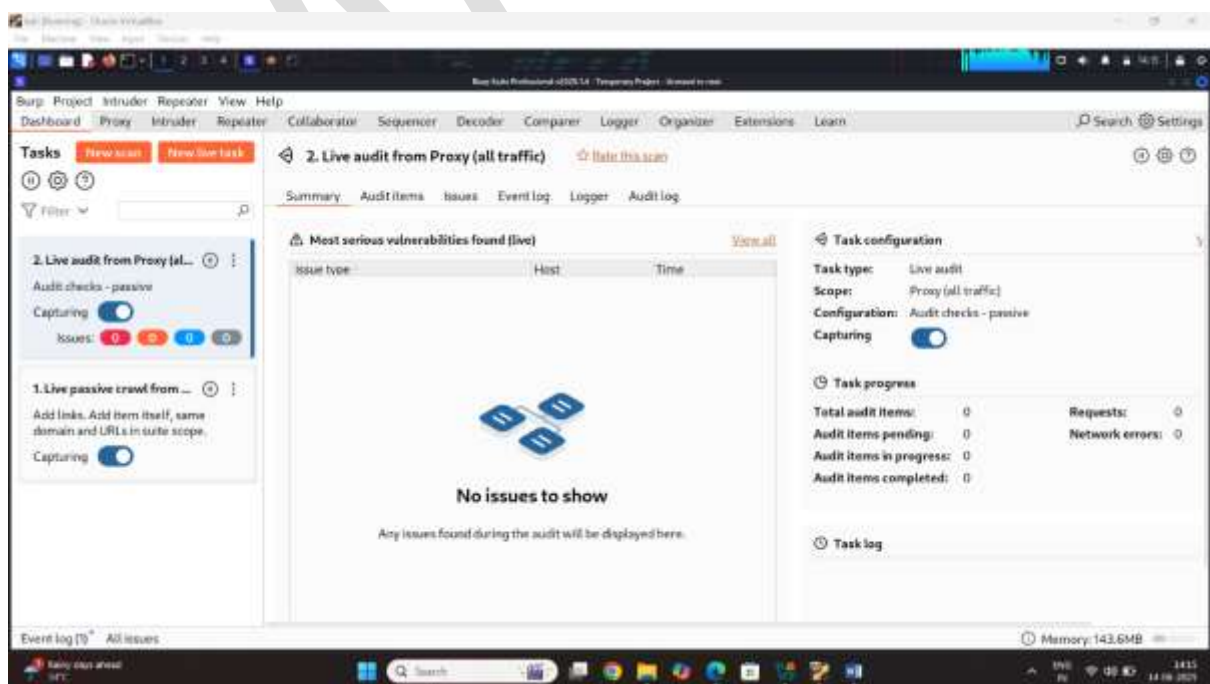 Burp Project Intruder Repeater View Help
Dashboard Proxy Intruder Repeater Collaborator Sequencer Decoder Comparer Logger Organizer Extensions Learn Search Settings
Tasks New scan New live task
2. Live audit from Proxy (all traffic) Rate this scan
Filter
Summary Audit items Issues Event log Logger Audit log
2. Live audit from Proxy (al...
Audit checks - passive
Capturing
Issues: 0 0 0 0
1. Live passive crawl from ...
Add links. Add item itself, same
domain and URLs in suite scope.
Capturing
Most serious vulnerabilities found (live) View all
Issue type Host Time
No issues to show
Any issues found during the audit will be displayed here.
Task configuration
Task type: Live audit
Scope: Proxy (all traffic)
Configuration: Audit checks - passive
Capturing
Task progress
Total audit items: 0 Requests: 0
Audit items pending: 0 Network errors: 0
Audit items in progress: 0
Audit items completed: 0
Task log
Event log (1) All issues
Memory: 143.6MB
Rainy days ahead
Search
ENG
IN
14:15